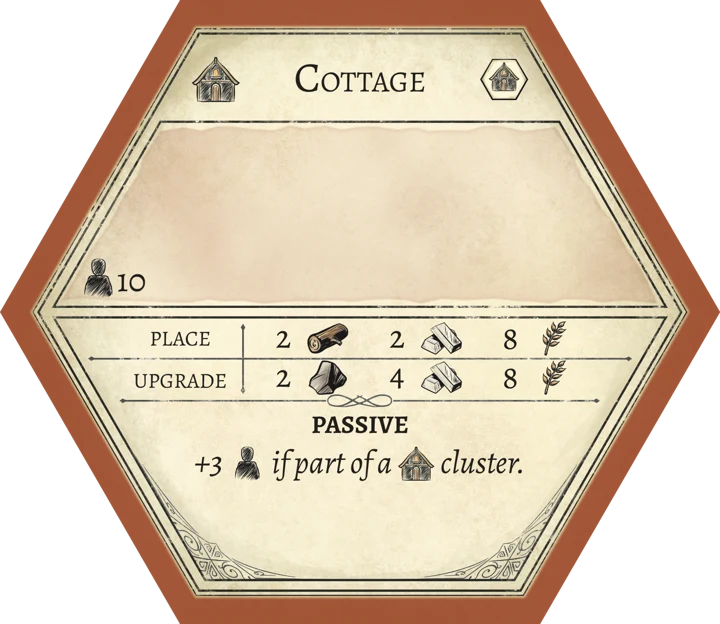 Cottage
10
PLACE 2 2 8
UPGRADE 2 4 8
PASSIVE
+3 if part of a cluster.